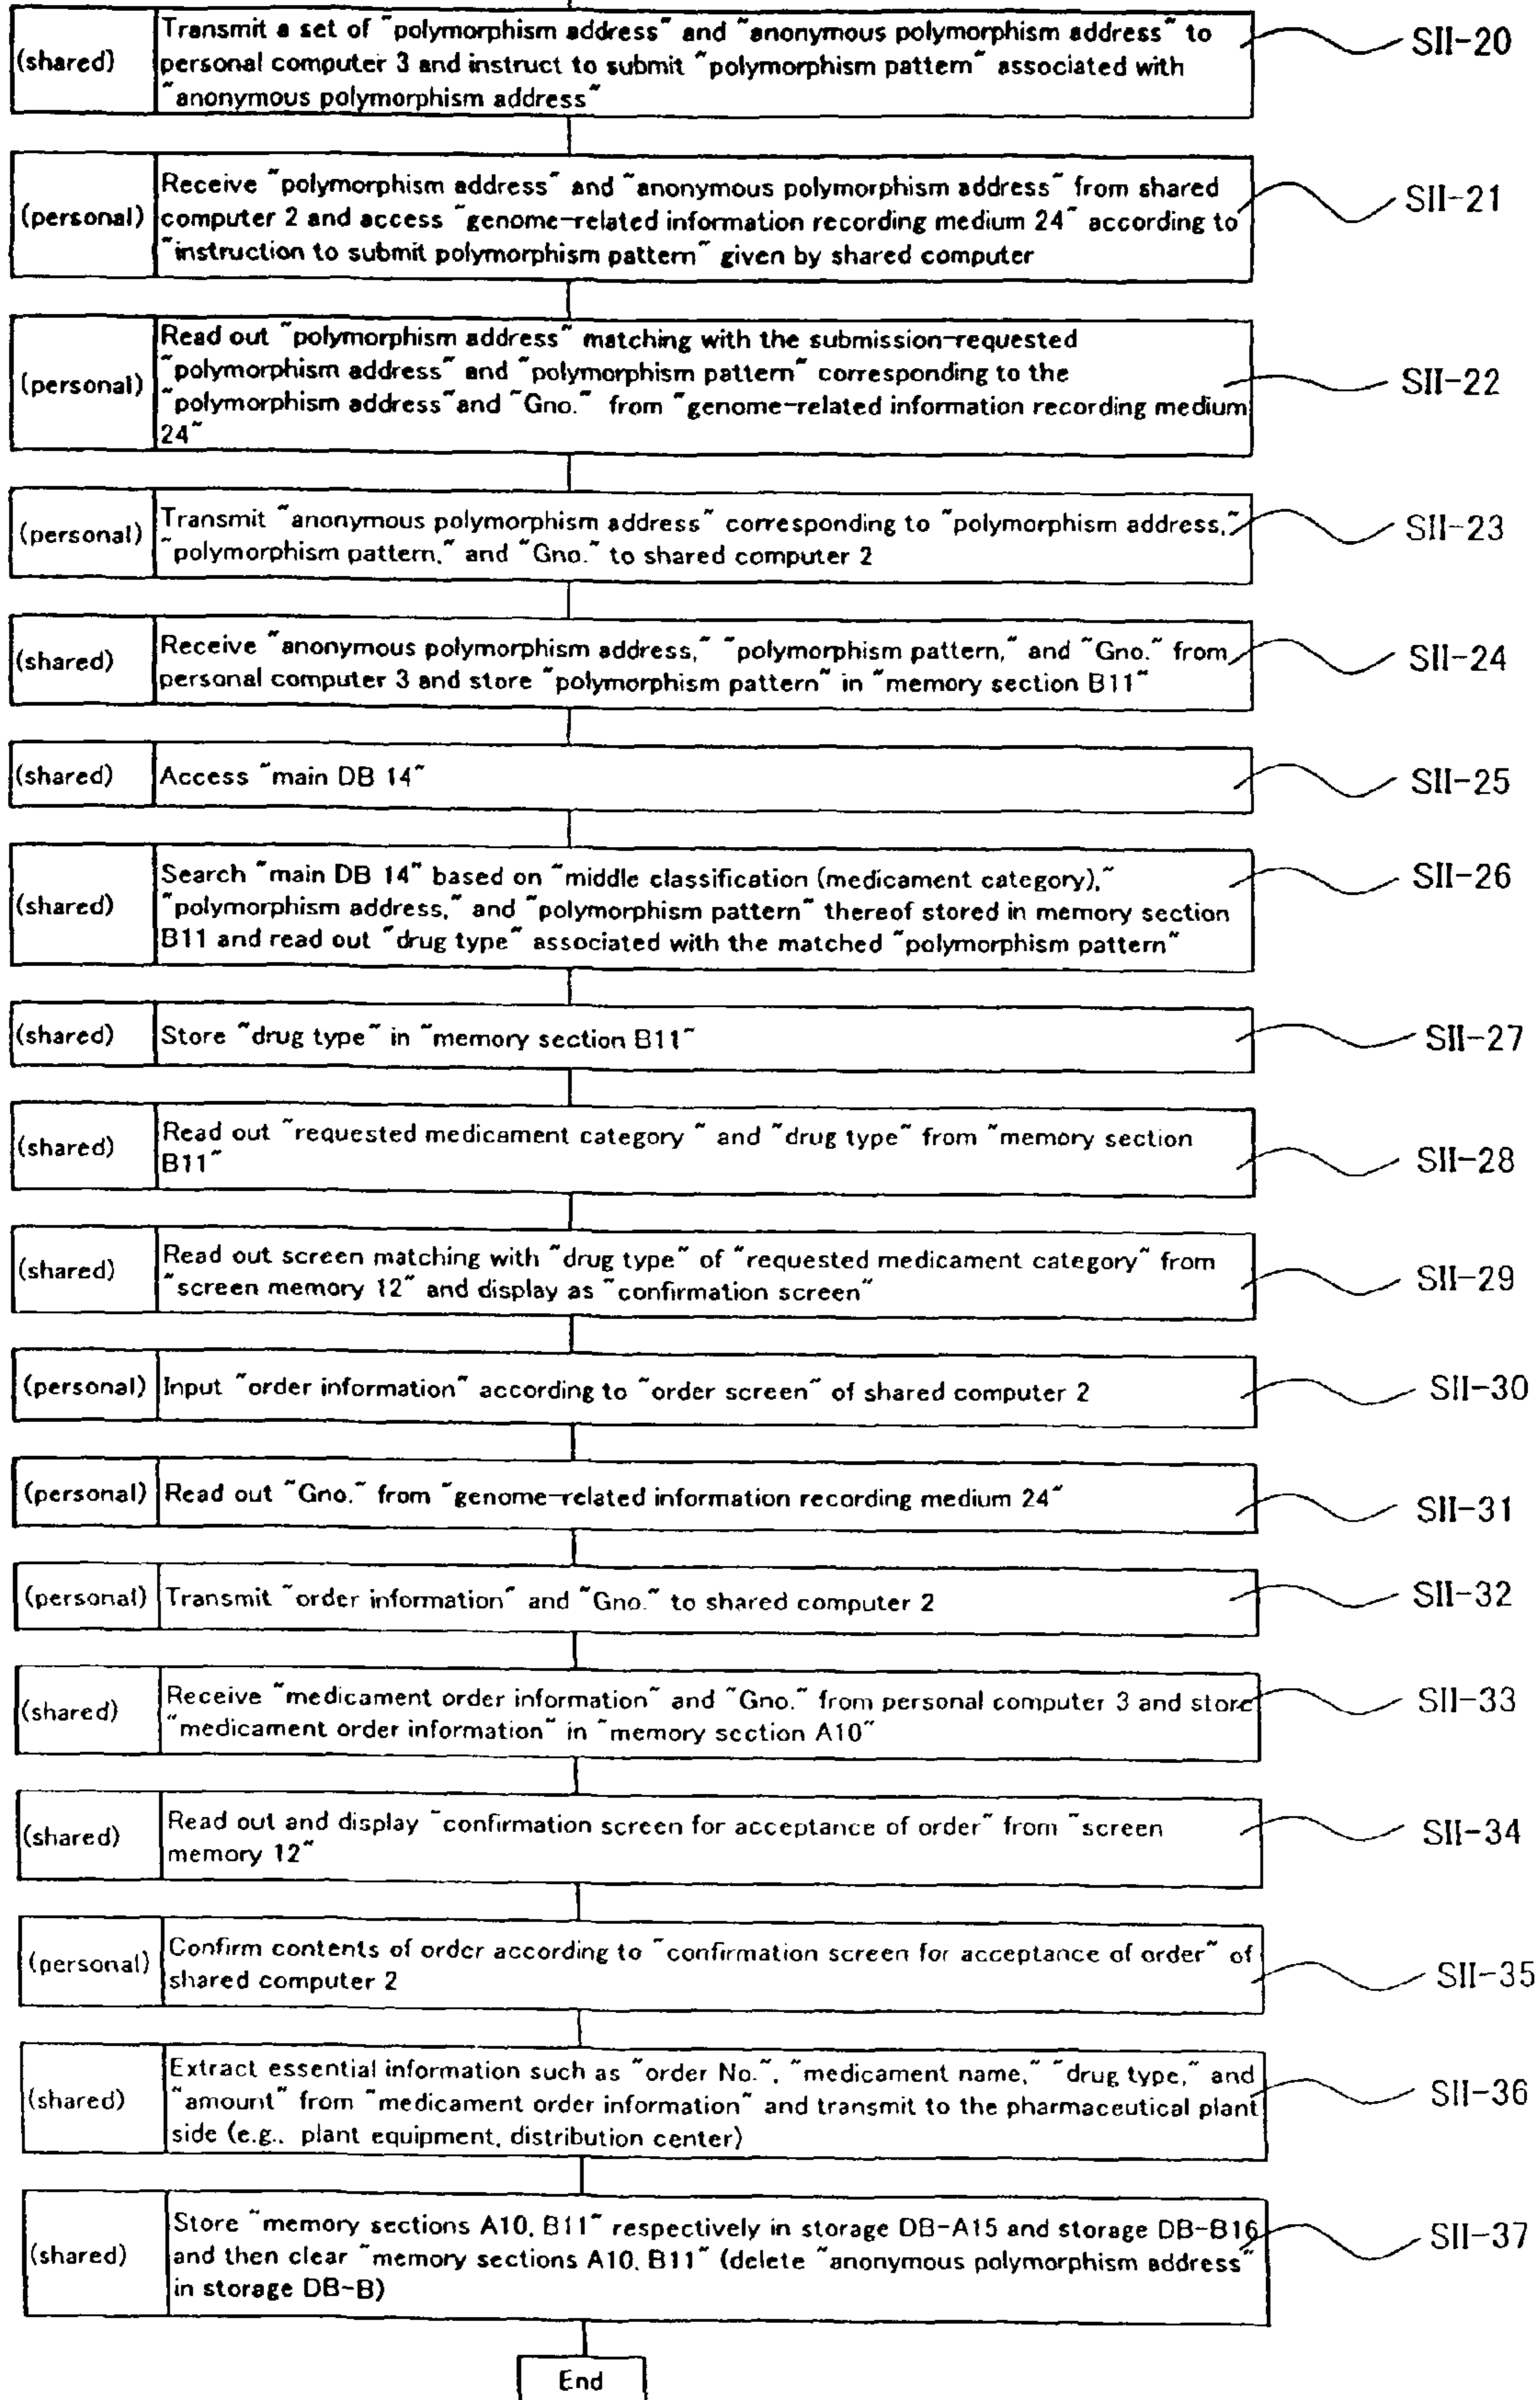 (shared)
Transmit a set of "polymorphism address" and "anonymous polymorphism address" to
personal computer 3 and instruct to submit "polymorphism pattern" associated with
"anonymous polymorphism address"
SII-20
(personal)
Receive "polymorphism address" and "anonymous polymorphism address" from shared
computer 2 and access "genome-related information recording medium 24" according to
"instruction to submit polymorphism pattern" given by shared computer
SII-21
(personal)
Read out "polymorphism address" matching with the submission-requested
"polymorphism address" and "polymorphism pattern" corresponding to the
"polymorphism address"and "Gno." from "genome-related information recording medium
24"
SII-22
(personal)
Transmit "anonymous polymorphism address" corresponding to "polymorphism address,"
"polymorphism pattern," and "Gno." to shared computer 2
SII-23
(shared)
Receive "anonymous polymorphism address," "polymorphism pattern," and "Gno." from
personal computer 3 and store "polymorphism pattern" in "memory section B11"
SII-24
(shared)
Access "main DB 14"
SII-25
(shared)
Search "main DB 14" based on "middle classification (medicament category),"
"polymorphism address," and "polymorphism pattern" thereof stored in memory section
B11 and read out "drug type" associated with the matched "polymorphism pattern"
SII-26
(shared)
Store "drug type" in "memory section B11"
SII-27
(shared)
Read out "requested medicament category " and "drug type" from "memory section
B11"
SII-28
(shared)
Read out screen matching with "drug type" of "requested medicament category" from
"screen memory 12" and display as "confirmation screen"
SII-29
(personal)
Input "order information" according to "order screen" of shared computer 2
SII-30
(personal)
Read out "Gno." from "genome-related information recording medium 24"
SII-31
(personal)
Transmit "order information" and "Gno." to shared computer 2
SII-32
(shared)
Receive "medicament order information" and "Gno." from personal computer 3 and store
"medicament order information" in "memory section A10"
SII-33
(shared)
Read out and display "confirmation screen for acceptance of order" from "screen
memory 12"
SII-34
(personal)
Confirm contents of order according to "confirmation screen for acceptance of order" of
shared computer 2
SII-35
(shared)
Extract essential information such as "order No.", "medicament name," "drug type," and
"amount" from "medicament order information" and transmit to the pharmaceutical plant
side (e.g., plant equipment, distribution center)
SII-36
(shared)
Store "memory sections A10, B11" respectively in storage DB-A15 and storage DB-B16
and then clear "memory sections A10, B11" (delete "anonymous polymorphism address"
in storage DB-B)
SII-37
End